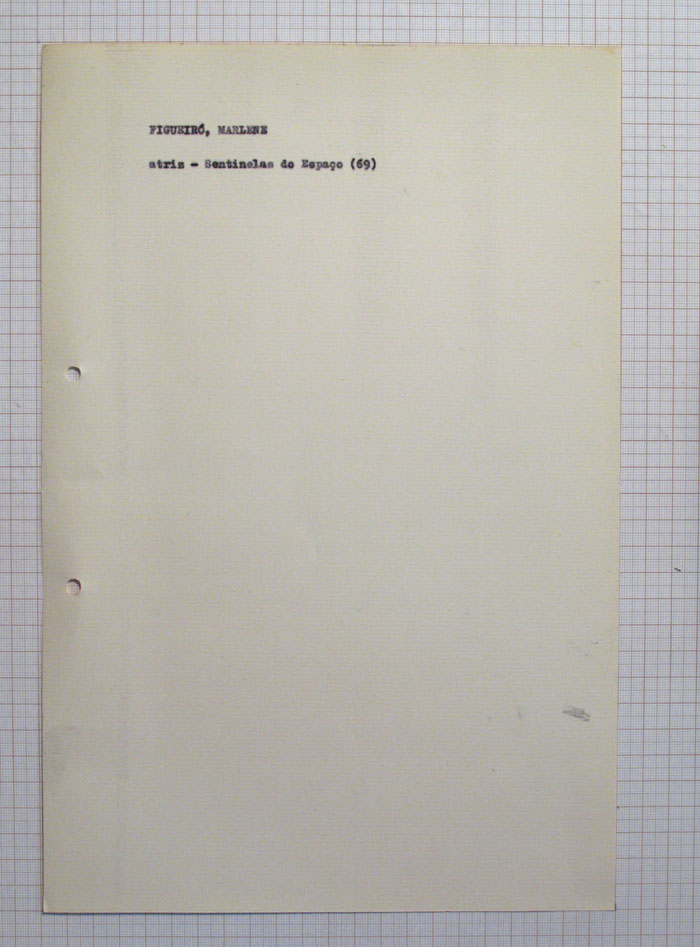 FIGUEIRÓ, MARLENE
atriz - Sentinelas do Espaço (69)